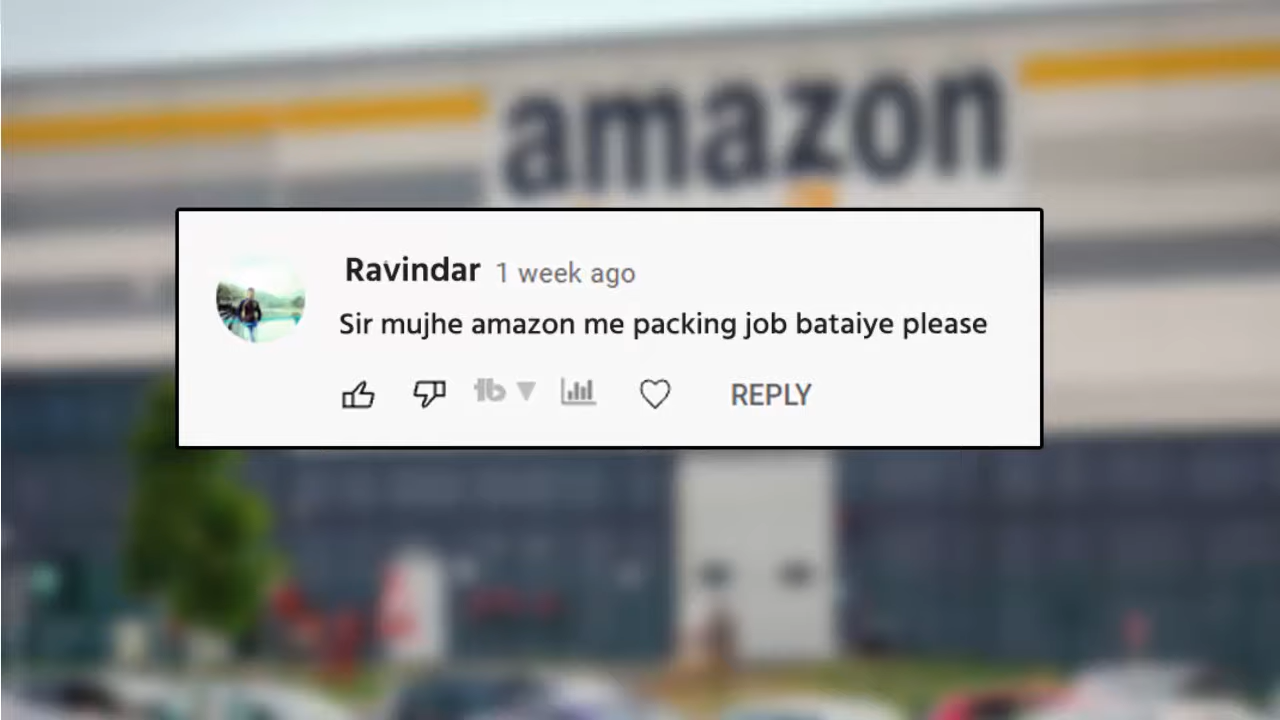 amazon
Ravindar 1 week ago
Sir mujhe amazon me packing job bataiye please
REPLY